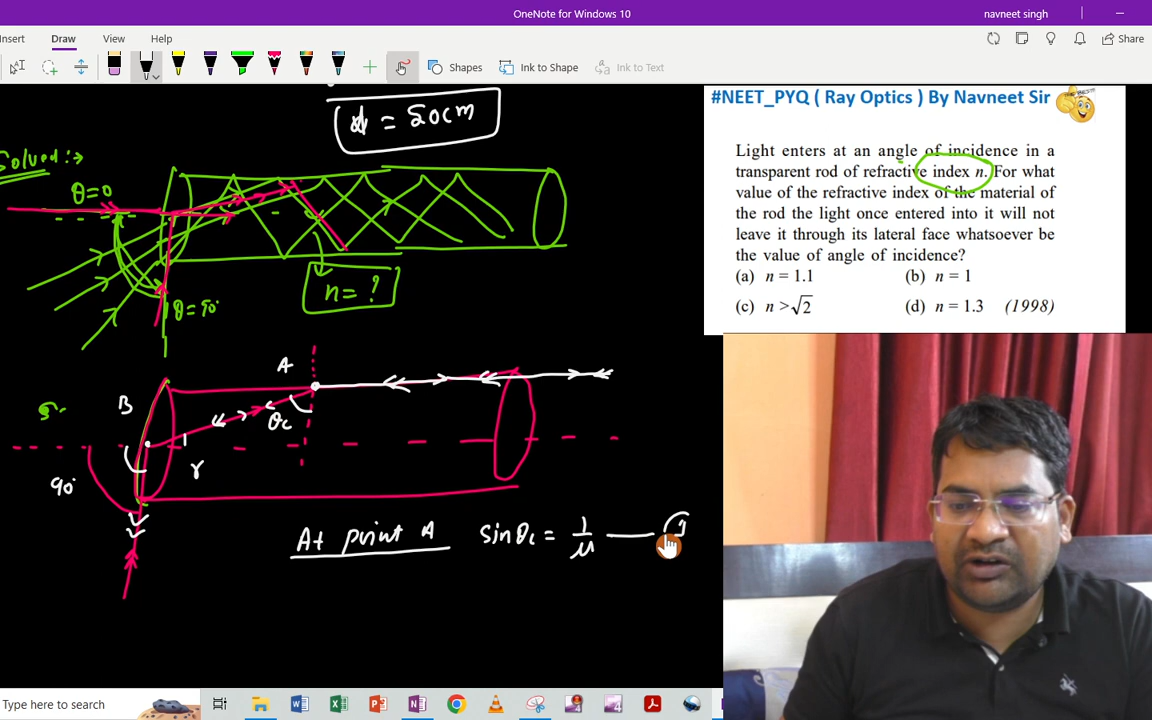 OneNote for Windows 10
navneet singh
Insert Draw View Help
Shapes Ink to Shape Ink to Text
Share
d = 50cm
#NEET_PYQ ( Ray Optics ) By Navneet Sir
Light enters at an angle of incidence in a
transparent rod of refractive index n. For what
value of the refractive index of the material of
the rod the light once entered into it will not
leave it through its lateral face whatsoever be
the value of angle of incidence?
(a) n = 1.1 (b) n = 1
(c) n >√2 (d) n = 1.3 (1998)
Solved :→
θ=0
n= ?
θ=90°
A
B
θc
r
90°
At point A sinθc = 1/μ —
Type here to search